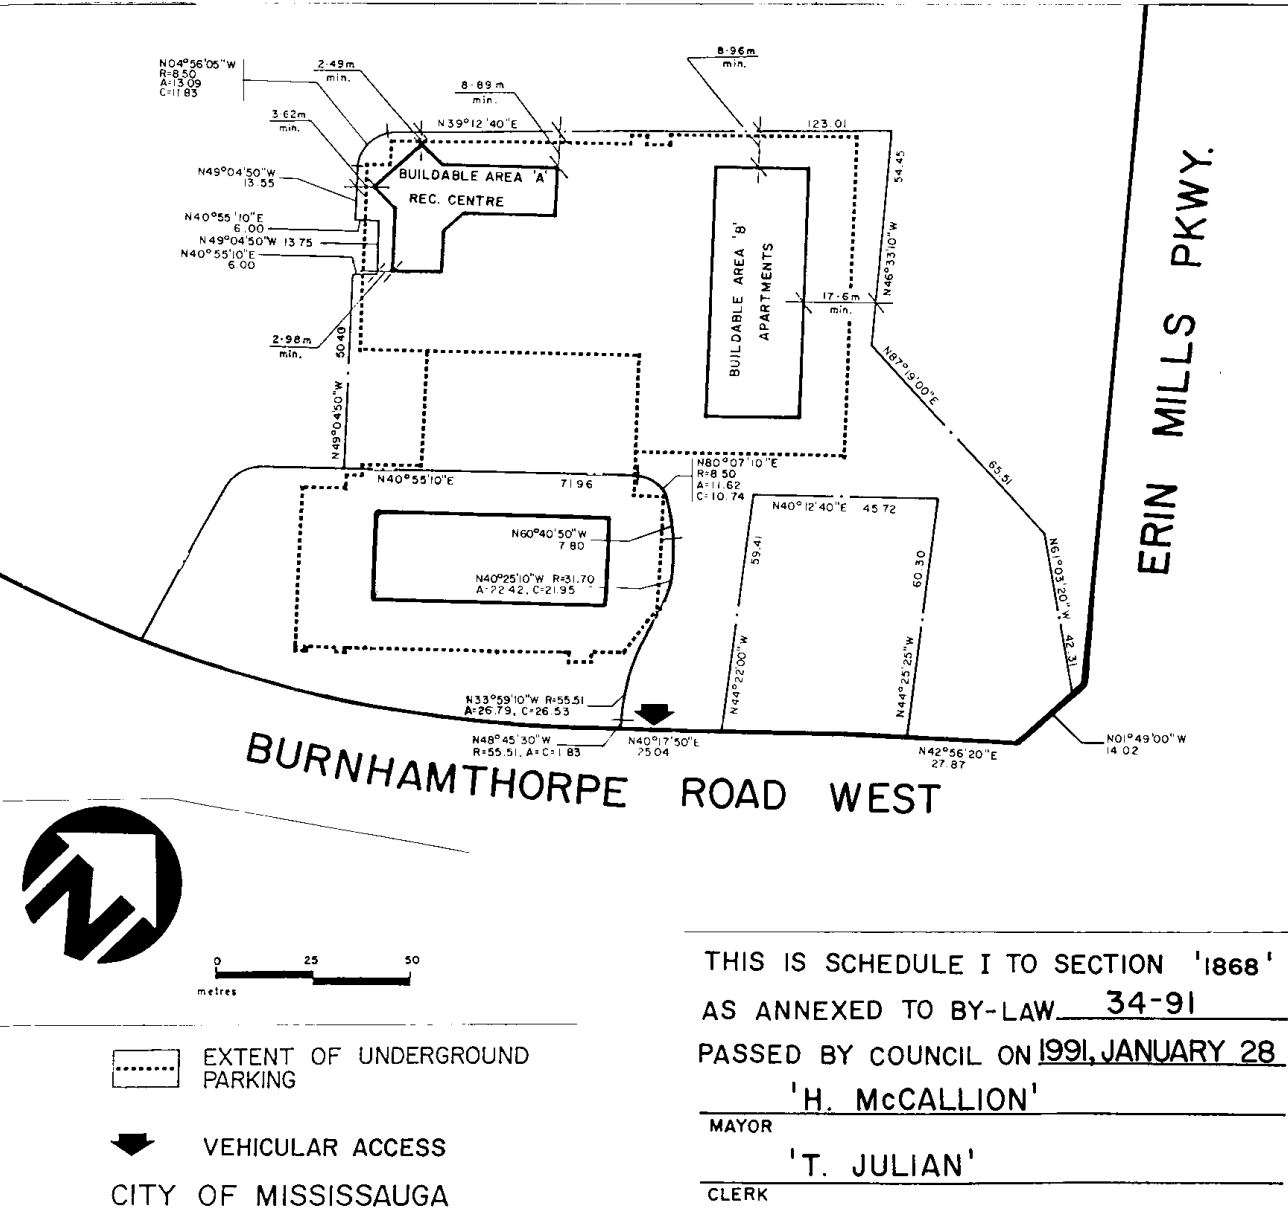 N04°56'05"W
R=8.50
A=13.09
C=11.83
2.49m
min.
8.89m
min.
8.96m
min.
3.62m
min.
N39°12'40"E
123.01
54.45
N46°33'10"W
N49°04'50"W
13.55
BUILDABLE AREA 'A'
REC. CENTRE
N40°55'10"E
6.00
N49°04'50"W 13.75
N40°55'10"E
6.00
BUILDABLE AREA 'B'
APARTMENTS
17.6m
min.
2.98m
min.
50.40
N49°04'50"W
N87°19'00"E
65.51
ERIN MILLS PKWY.
N40°55'10"E
71.96
N80°07'10"E
R=8.50
A=11.62
C=10.74
N40°12'40"E 45.72
N60°40'50"W
7.80
59.41
60.30
N61°03'20"W 42.31
N40°25'10"W R=31.70
A=22.42, C=21.95
N44°22'00"W
N44°25'25"W
N33°59'10"W R=55.51
A=26.79, C=26.53
N48°45'30"W
R=55.51, A=C=1.83
N40°17'50"E
25.04
N42°56'20"E
27.87
N01°49'00"W
14.02
BURNHAMTHORPE ROAD WEST
N
0 25 50
metres
EXTENT OF UNDERGROUND
PARKING
VEHICULAR ACCESS
CITY OF MISSISSAUGA
THIS IS SCHEDULE I TO SECTION '1868'
AS ANNEXED TO BY-LAW 34-91
PASSED BY COUNCIL ON 1991, JANUARY 28
'H. McCALLION'
MAYOR
'T. JULIAN'
CLERK